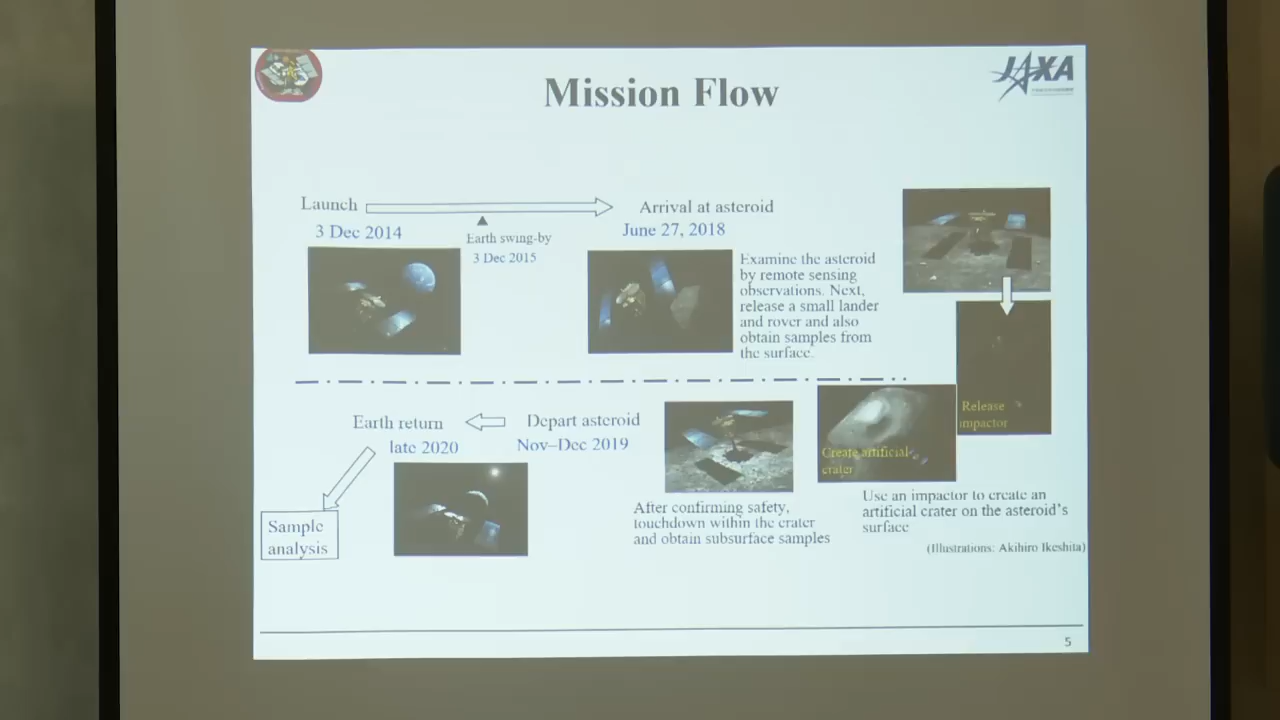 Mission Flow
JAXA
Launch
3 Dec 2014
Earth swing-by
3 Dec 2015
Arrival at asteroid
June 27, 2018
Examine the asteroid
by remote sensing
observations. Next,
release a small lander
and rover and also
obtain samples from
the surface.
Release
impactor
Create artificial
crater
Use an impactor to create an
artificial crater on the asteroid's
surface
(Illustrations: Akihiro Ikeshita)
After confirming safety,
touchdown within the crater
and obtain subsurface samples
Depart asteroid
Nov–Dec 2019
Earth return
late 2020
Sample
analysis
5